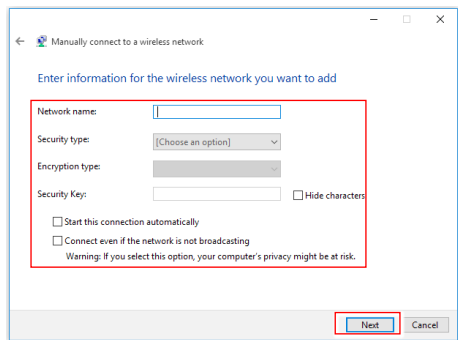 Manually connect to a wireless network
Enter information for the wireless network you want to add
Network name:
Security type: [Choose an option]
Encryption type:
Security Key: Hide characters
Start this connection automatically
Connect even if the network is not broadcasting
Warning: If you select this option, your computer's privacy might be at risk.
Next Cancel